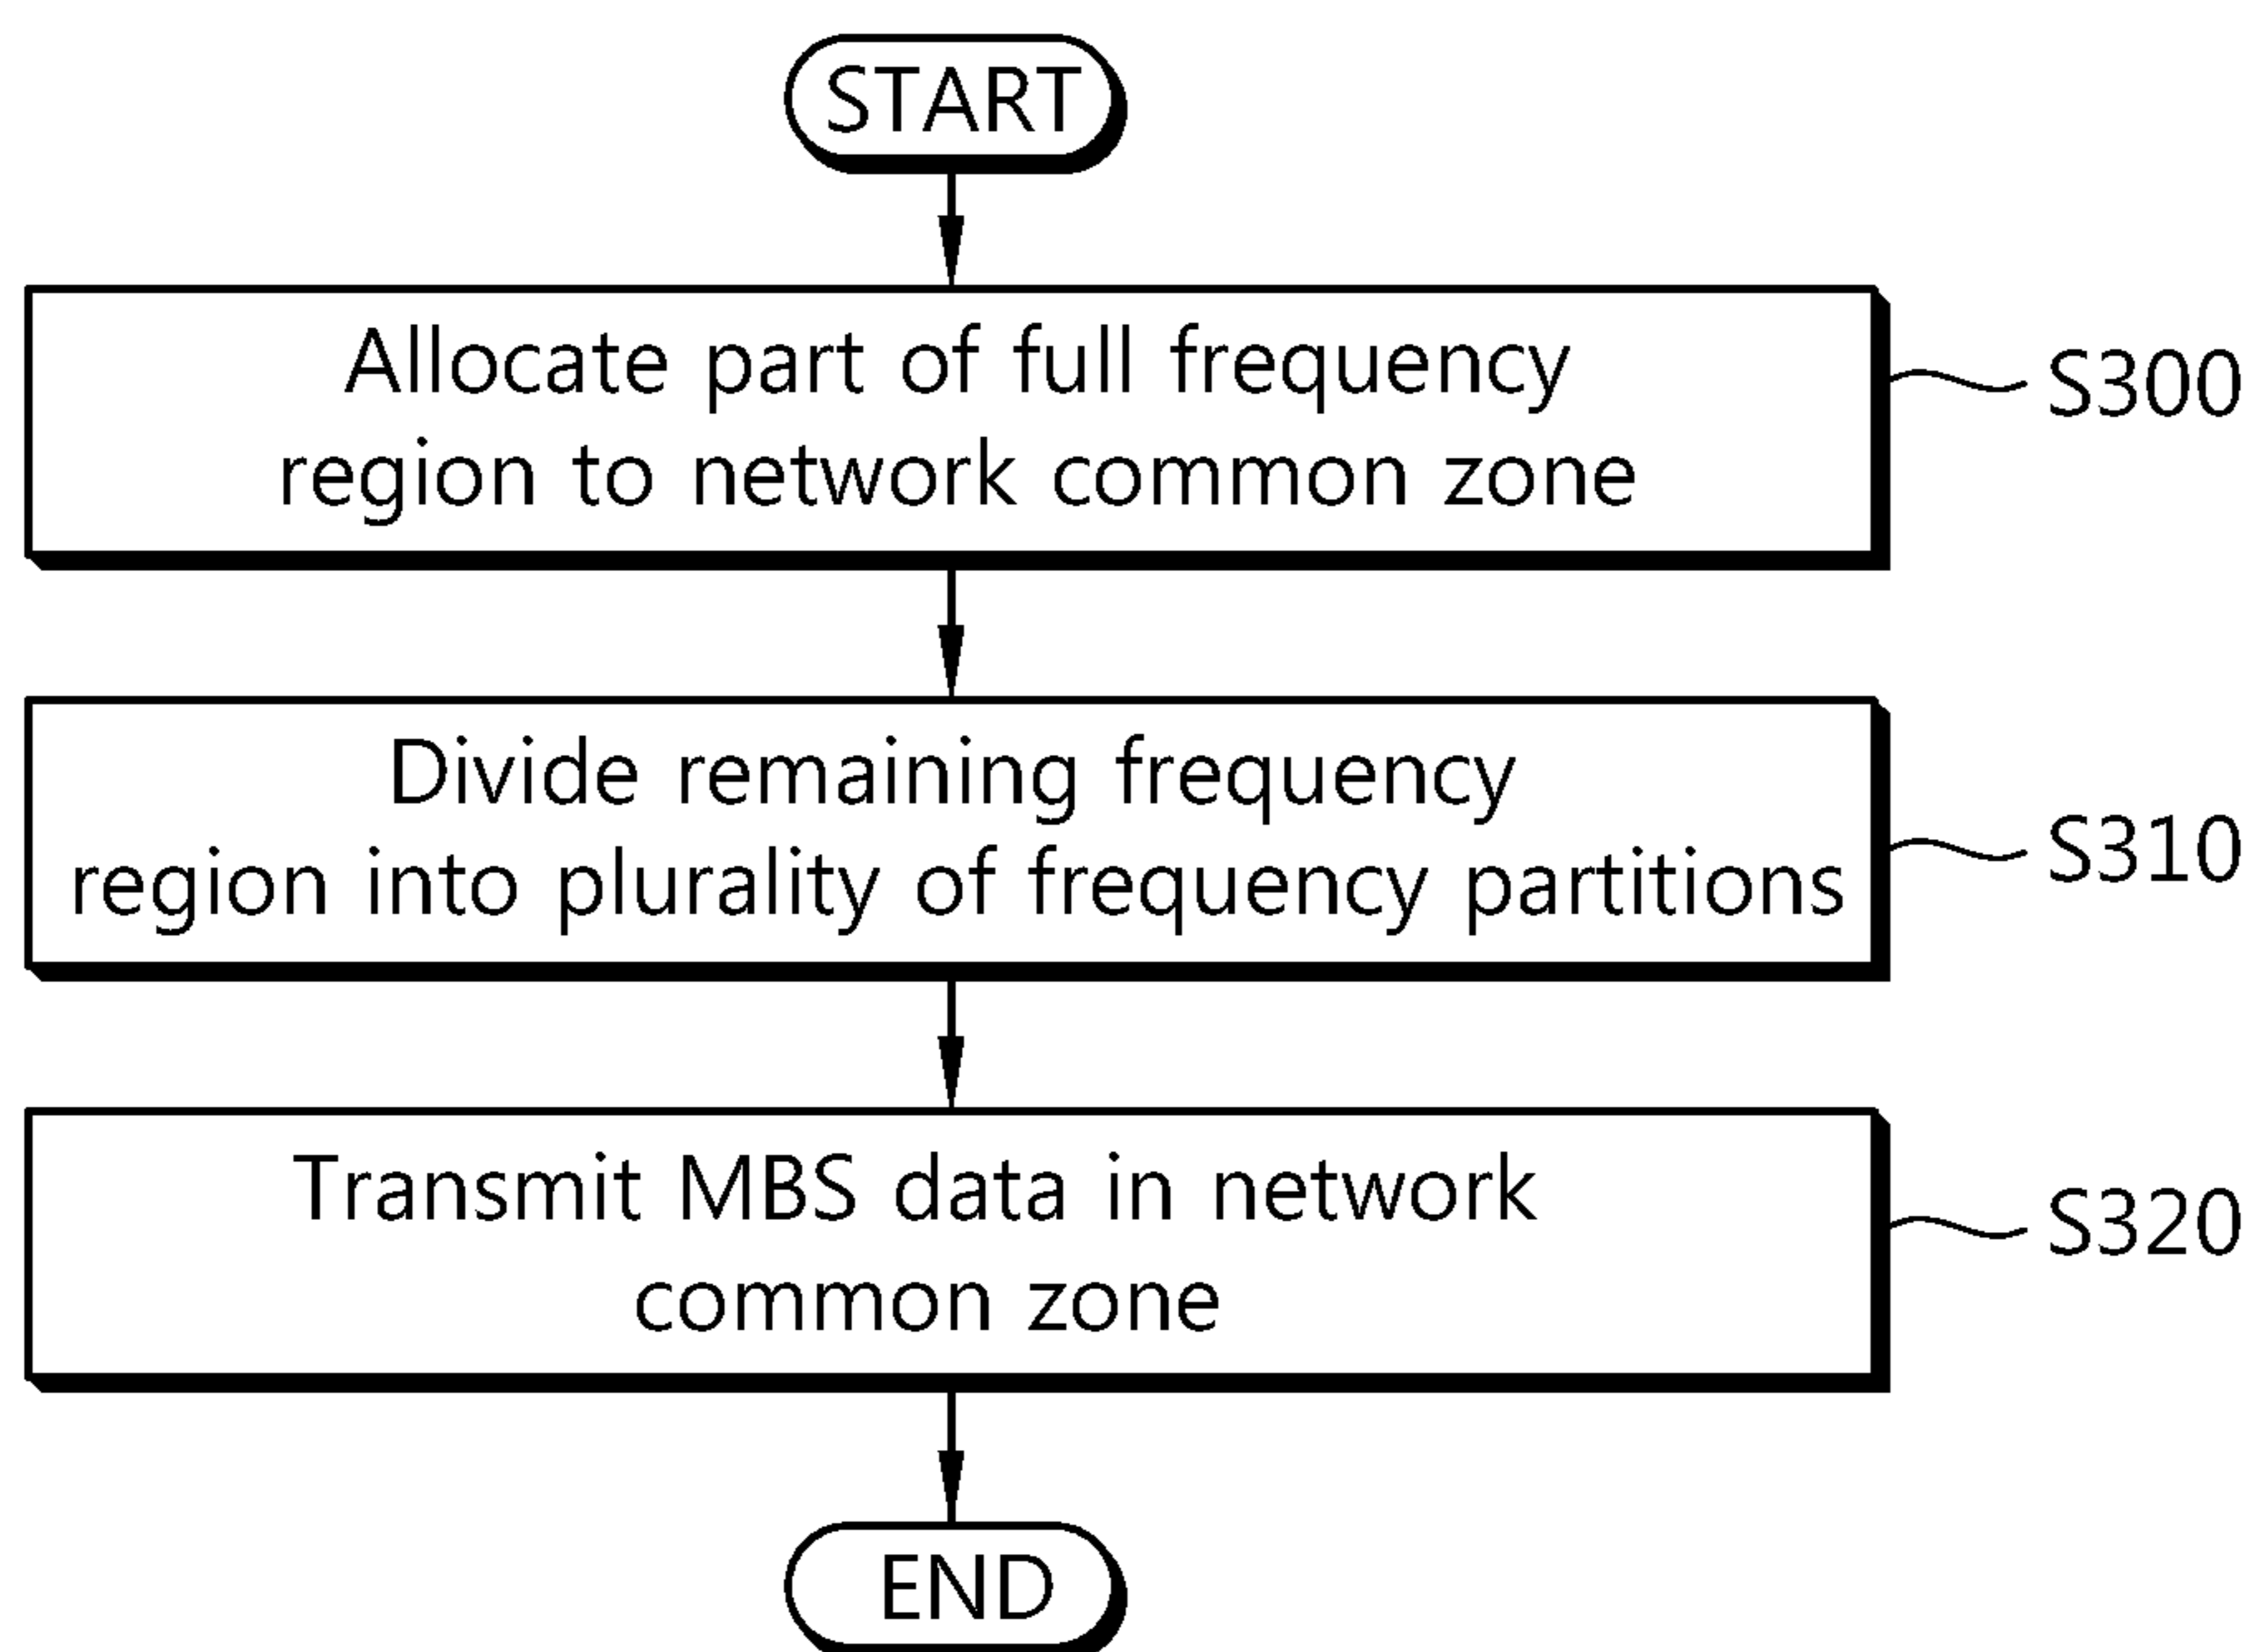 START
Allocate part of full frequency
region to network common zone
S300
Divide remaining frequency
region into plurality of frequency partitions
S310
Transmit MBS data in network
common zone
S320
END